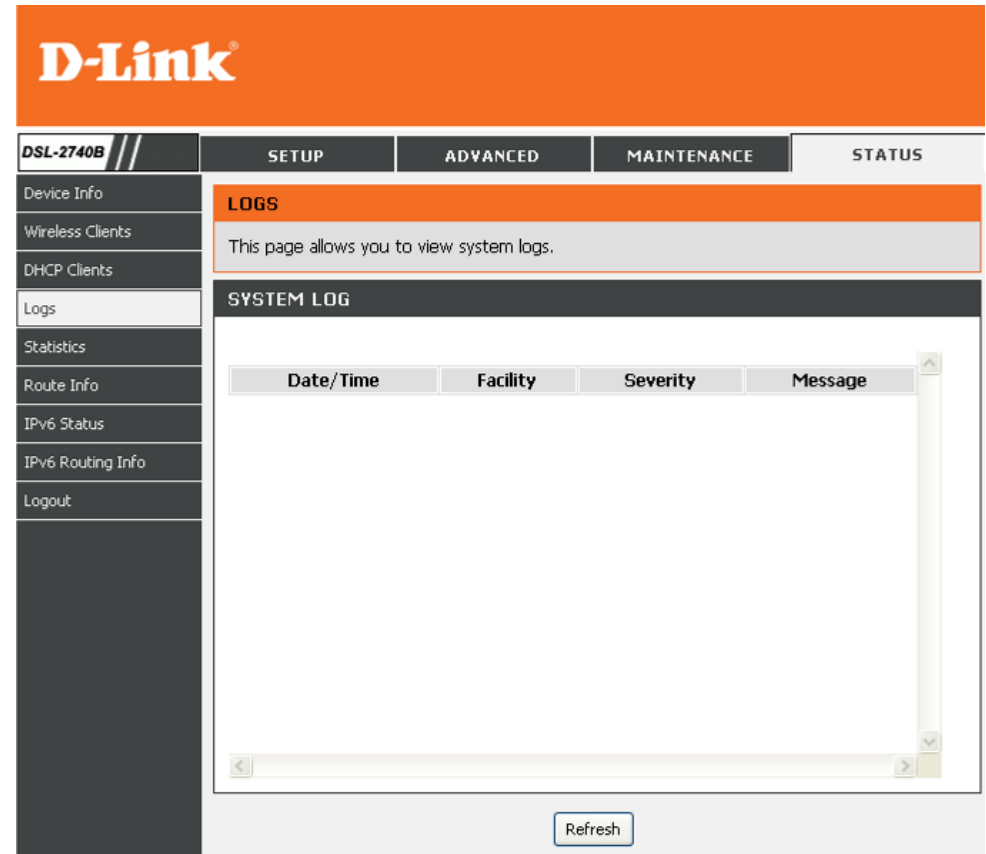 D-Link®
DSL-2740B
SETUP
ADVANCED
MAINTENANCE
STATUS
Device Info
Wireless Clients
DHCP Clients
Logs
Statistics
Route Info
IPv6 Status
IPv6 Routing Info
Logout
LOGS
This page allows you to view system logs.
SYSTEM LOG
Date/Time
Facility
Severity
Message
Refresh